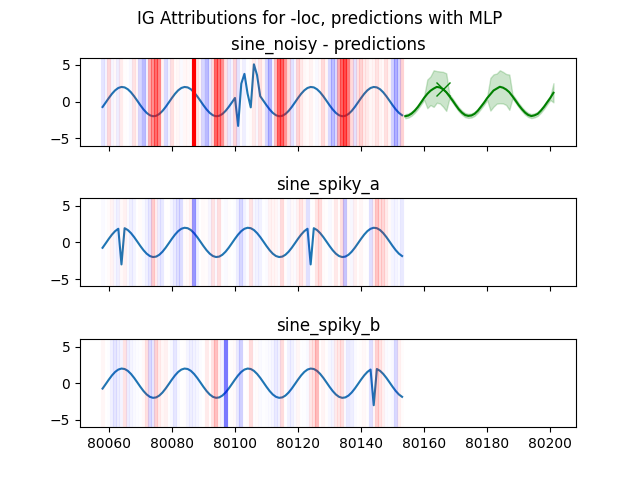 IG Attributions for -loc, predictions with MLP
sine_noisy - predictions
5
0
−5
sine_spiky_a
5
0
−5
sine_spiky_b
5
0
−5
80060 80080 80100 80120 80140 80160 80180 80200